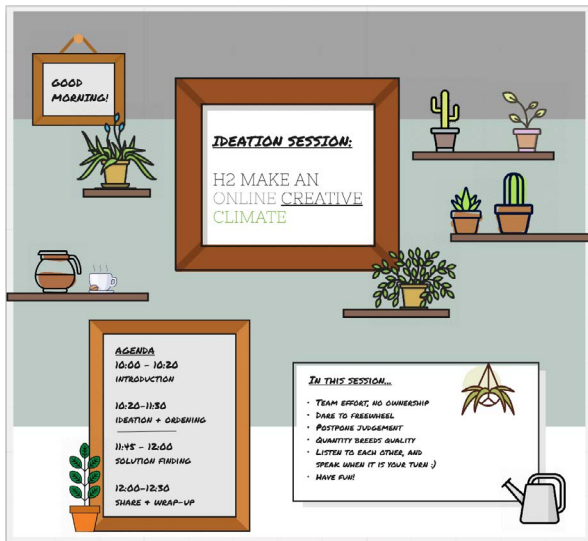 GOOD
MORNING!
IDEATION SESSION:
H2 MAKE AN
ONLINE CREATIVE
CLIMATE
AGENDA
10:00 - 10:20
INTRODUCTION
10:20-11:30
IDEATION + ORDENING
11:45 - 12:00
SOLUTION FINDING
12:00-12:30
SHARE + WRAP-UP
IN THIS SESSION...
· TEAM EFFORT, NO OWNERSHIP
· DARE TO FREEWHEEL
· POSTPONE JUDGEMENT
· QUANTITY BREEDS QUALITY
· LISTEN TO EACH OTHER, AND
SPEAK WHEN IT IS YOUR TURN ;)
· HAVE FUN!